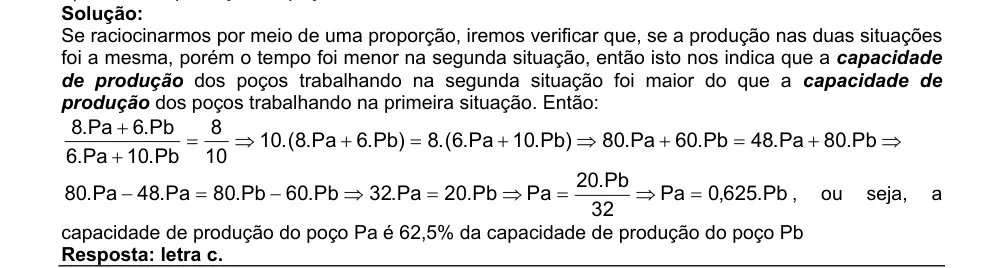 Solução:
Se raciocinarmos por meio de uma proporção, iremos verificar que, se a produção nas duas situações
foi a mesma, porém o tempo foi menor na segunda situação, então isto nos indica que a capacidade
de produção dos poços trabalhando na segunda situação foi maior do que a capacidade de
produção dos poços trabalhando na primeira situação. Então:
8.Pa + 6.Pb / 6.Pa + 10.Pb = 8 / 10 ⇒ 10.(8.Pa + 6.Pb) = 8.(6.Pa + 10.Pb) ⇒ 80.Pa + 60.Pb = 48.Pa + 80.Pb ⇒
80.Pa − 48.Pa = 80.Pb − 60.Pb ⇒ 32.Pa = 20.Pb ⇒ Pa = 20.Pb / 32 ⇒ Pa = 0,625.Pb , ou seja, a
capacidade de produção do poço Pa é 62,5% da capacidade de produção do poço Pb
Resposta: letra c.